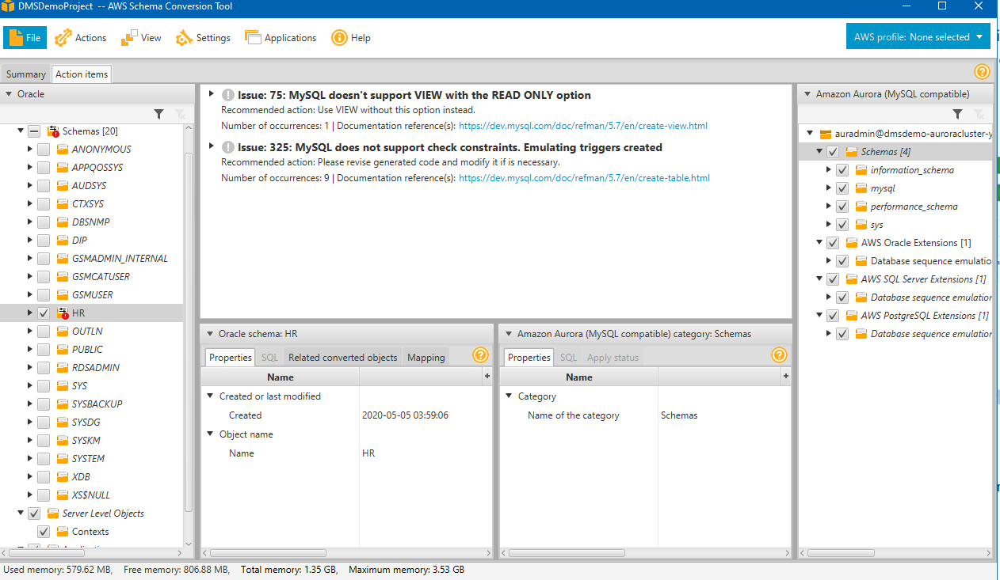 DMSDemoProject -- AWS Schema Conversion Tool
File Actions View Settings Applications Help AWS profile: None selected
Summary Action items
Oracle
Schemas [20]
ANONYMOUS
APPQOSSYS
AUDSYS
CTXSYS
DBSNMP
DIP
GSMADMIN_INTERNAL
GSMCATUSER
GSMUSER
HR
OUTLN
PUBLIC
RDSADMIN
SYS
SYSBACKUP
SYSDG
SYSKM
SYSTEM
XDB
XS$NULL
Server Level Objects
Contexts
Issue: 75: MySQL doesn't support VIEW with the READ ONLY option
Recommended action: Use VIEW without this option instead.
Number of occurrences: 1 | Documentation reference(s): https://dev.mysql.com/doc/refman/5.7/en/create-view.html
Issue: 325: MySQL does not support check constraints. Emulating triggers created
Recommended action: Please revise generated code and modify it if is necessary.
Number of occurrences: 9 | Documentation reference(s): https://dev.mysql.com/doc/refman/5.7/en/create-table.html
Oracle schema: HR
Properties SQL Related converted objects Mapping
Name
Created or last modified
Created 2020-05-05 03:59:06
Object name
Name HR
Amazon Aurora (MySQL compatible) category: Schemas
Properties SQL Apply status
Name
Category
Name of the category Schemas
Amazon Aurora (MySQL compatible)
auradmin@dmsdemo-auroracluster-y
Schemas [4]
information_schema
mysql
performance_schema
sys
AWS Oracle Extensions [1]
Database sequence emulatio
AWS SQL Server Extensions [1]
Database sequence emulation
AWS PostgreSQL Extensions [1]
Database sequence emulation
Used memory: 579.62 MB, Free memory: 806.88 MB, Total memory: 1.35 GB, Maximum memory: 3.53 GB